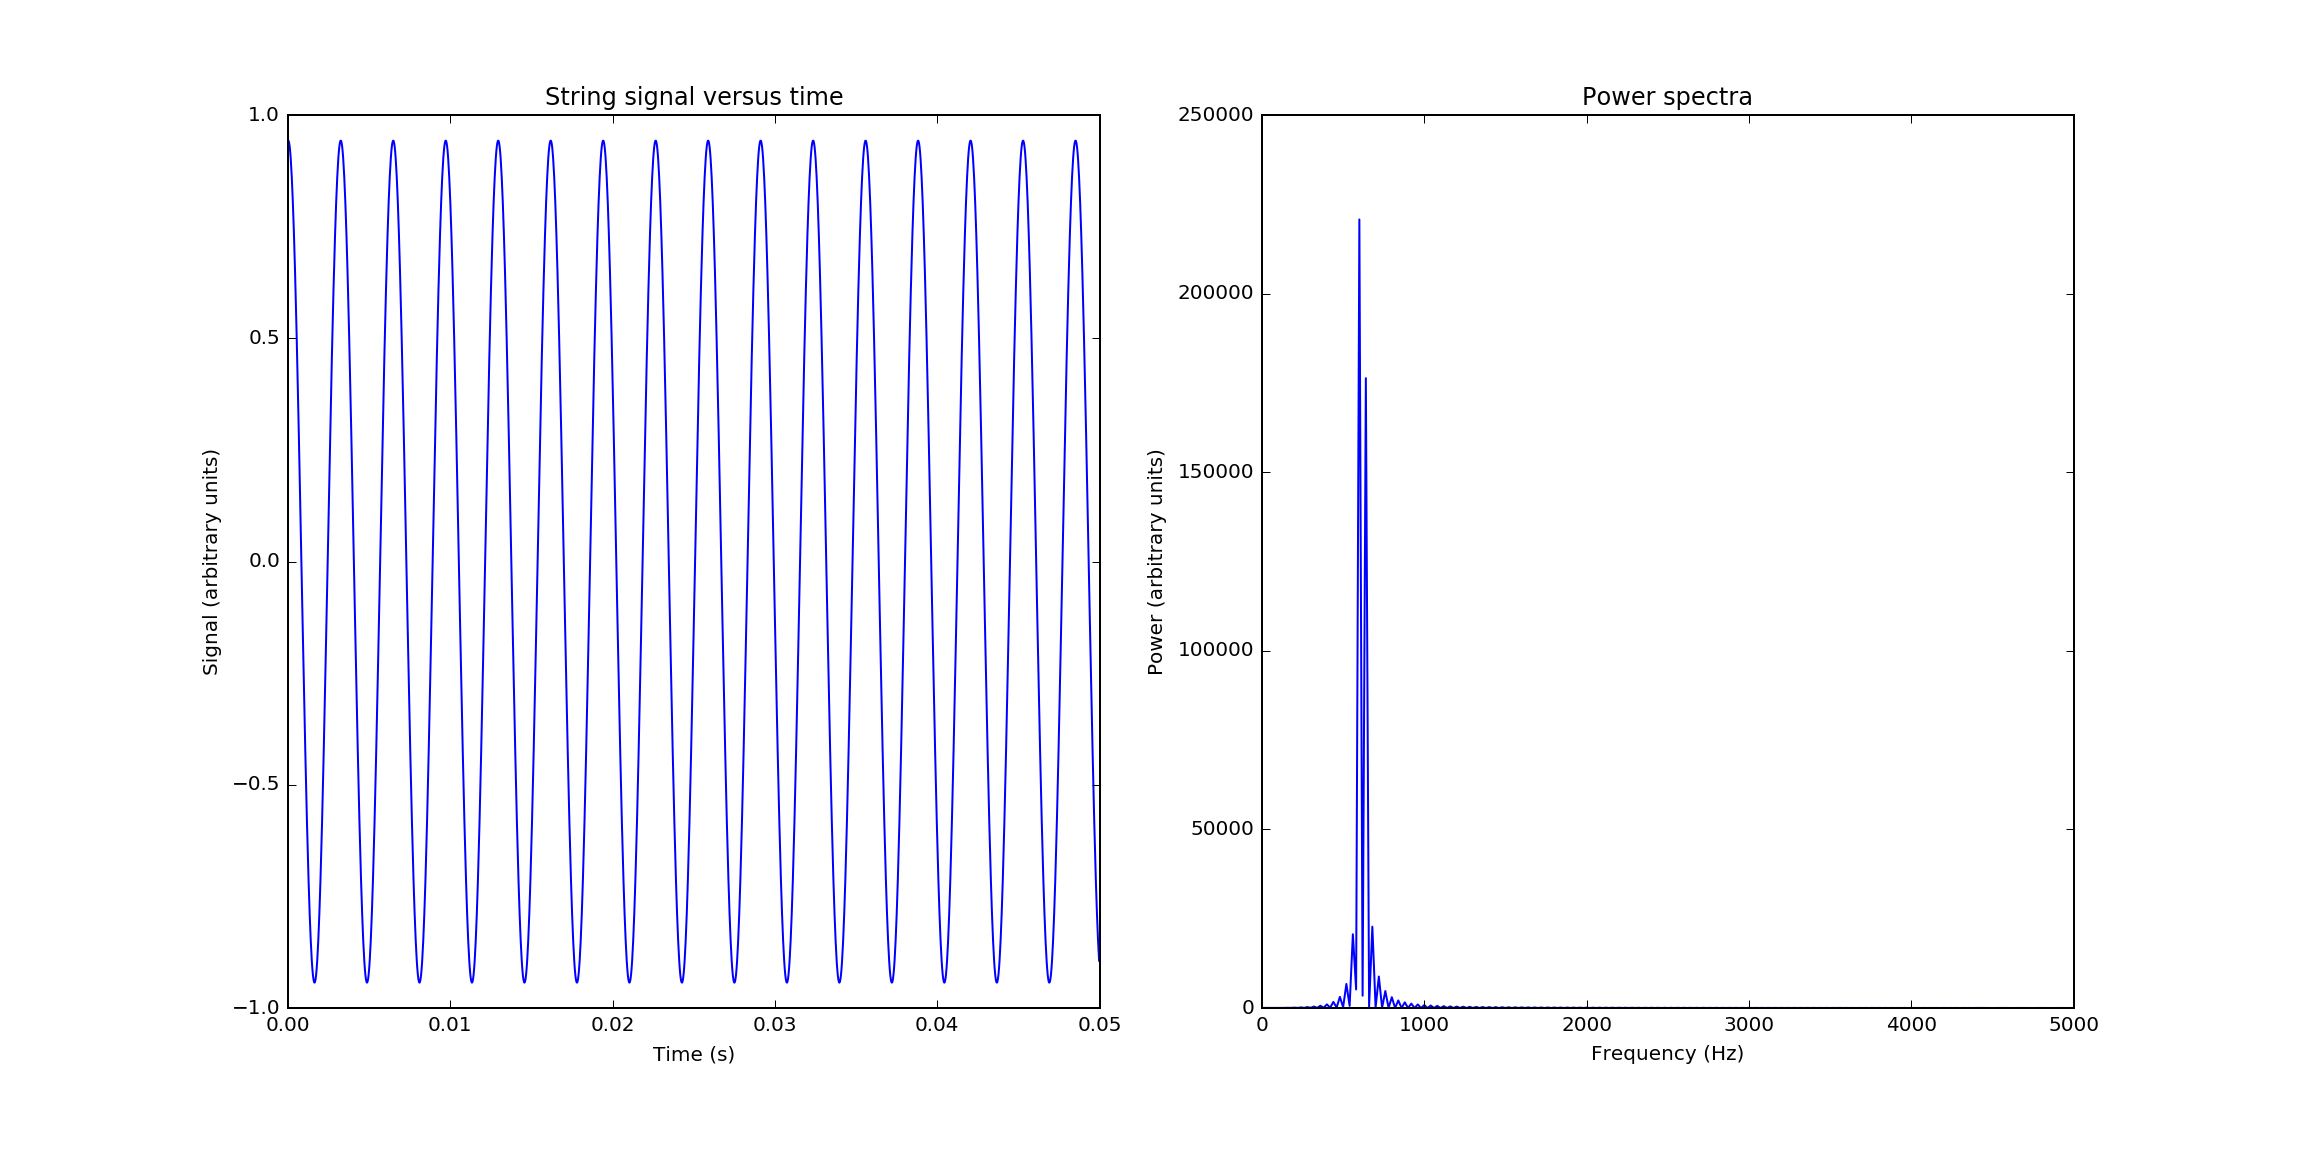 String signal versus time
1.0
0.5
0.0
−0.5
−1.0
Signal (arbitrary units)
0.00 0.01 0.02 0.03 0.04 0.05
Time (s)
Power spectra
250000
200000
150000
100000
50000
0
Power (arbitrary units)
0 1000 2000 3000 4000 5000
Frequency (Hz)